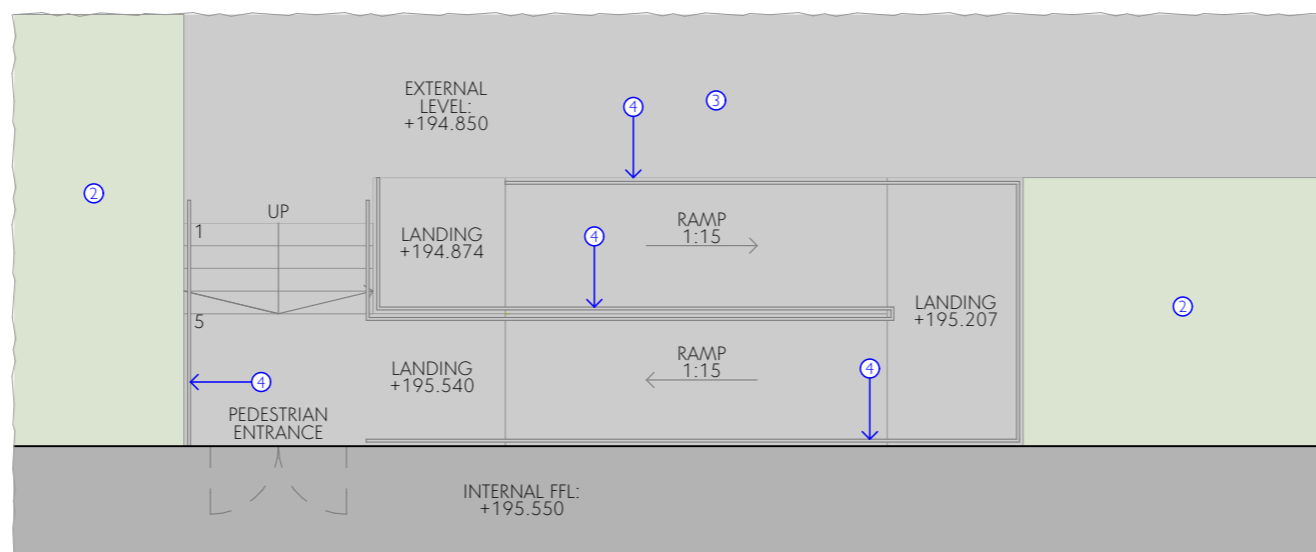 EXTERNAL
LEVEL:
+194.850
4
3
2
UP
1
LANDING
+194.874
4
RAMP
1:15
5
LANDING
+195.207
2
LANDING
+195.540
RAMP
1:15
4
4
PEDESTRIAN
ENTRANCE
INTERNAL FFL:
+195.550